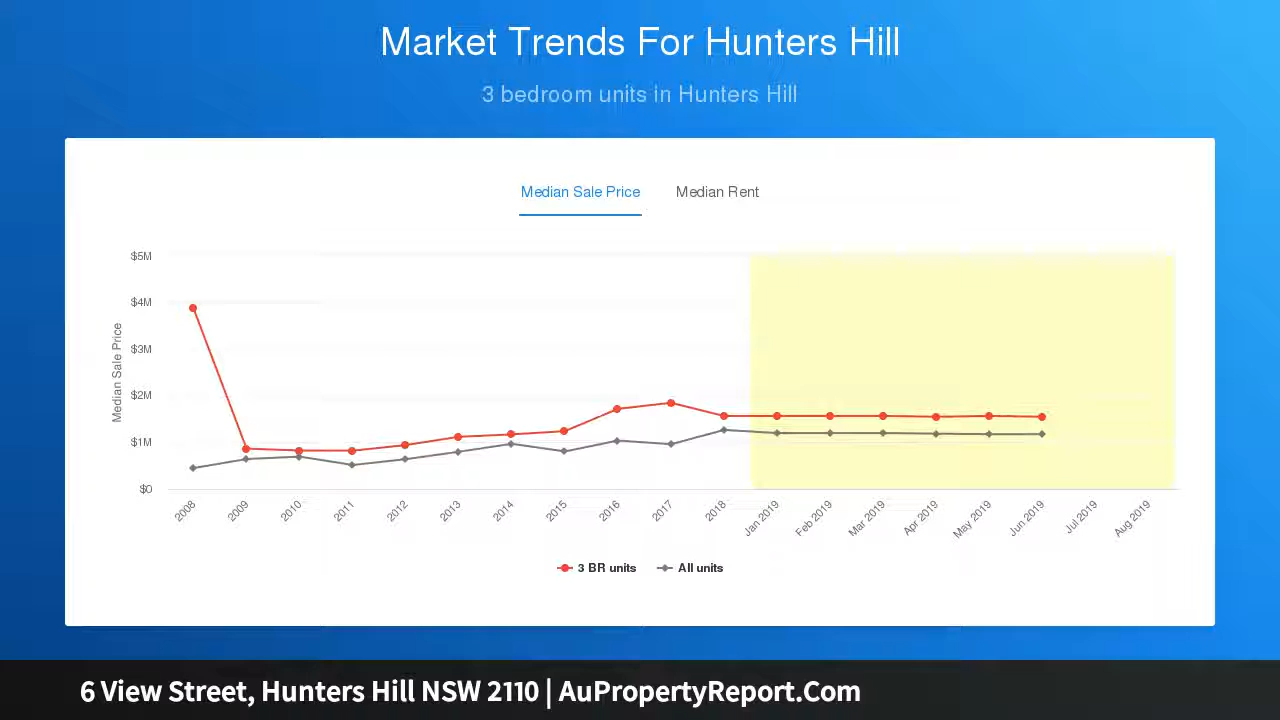 Market Trends For Hunters Hill
3 bedroom units in Hunters Hill
Median Sale Price Median Rent
Median Sale Price
$5M
$4M
$3M
$2M
$1M
$0
2008 2009 2010 2011 2012 2013 2014 2015 2016 2017 2018 Jan 2019 Feb 2019 Mar 2019 Apr 2019 May 2019 Jun 2019 Jul 2019 Aug 2019
3 BR units All units
6 View Street, Hunters Hill NSW 2110 | AuPropertyReport.Com